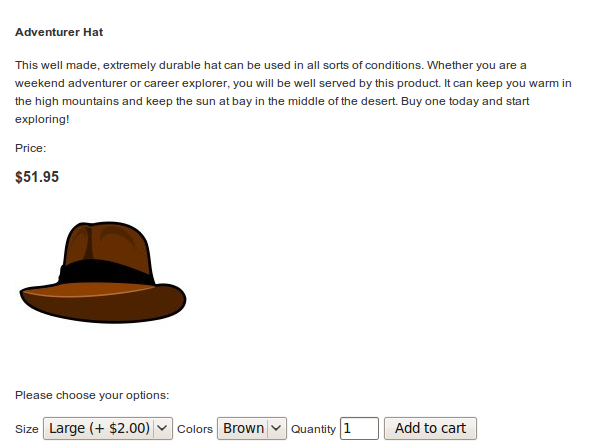 Adventurer Hat
This well made, extremely durable hat can be used in all sorts of conditions. Whether you are a
weekend adventurer or career explorer, you will be well served by this product. It can keep you warm in
the high mountains and keep the sun at bay in the middle of the desert. Buy one today and start
exploring!
Price:
$51.95
Please choose your options:
Size Large (+ $2.00) Colors Brown Quantity 1 Add to cart